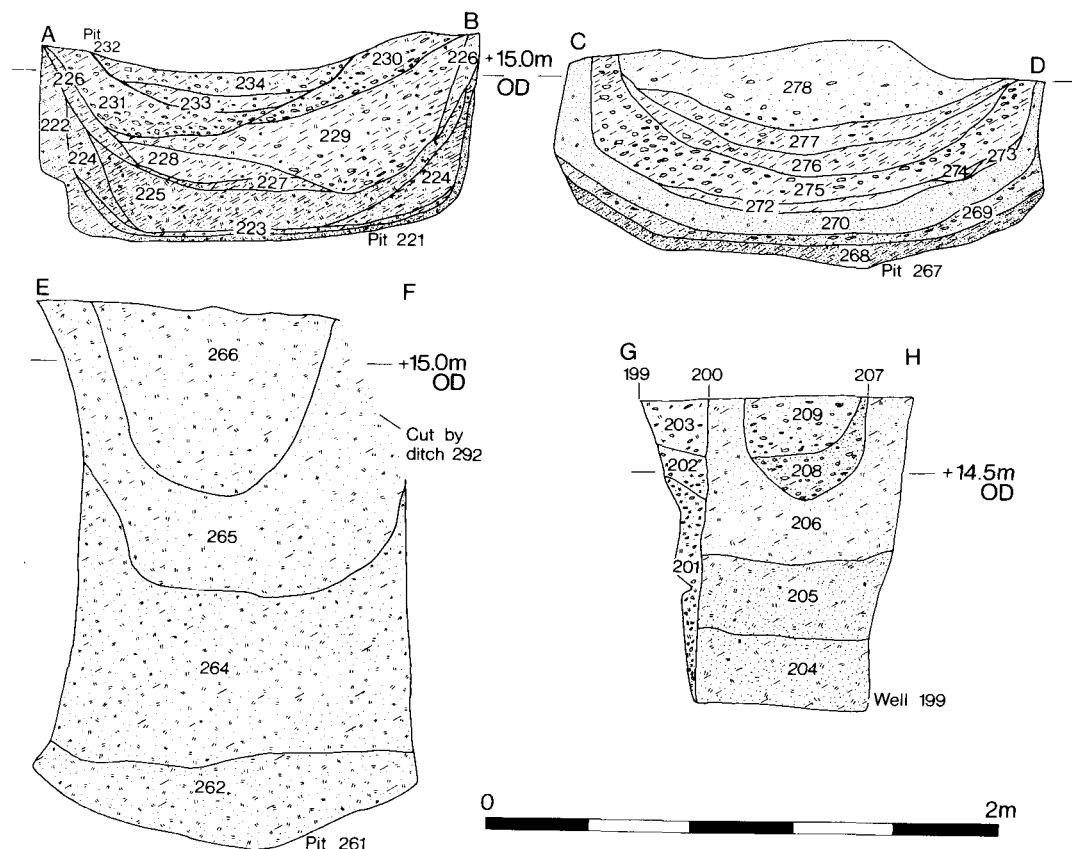 A
B
Pit
232
226
230
226
+15.0m
OD
234
231
233
222
229
228
224
224
227
225
223
Pit 221
C
D
278
277
276
274
273
275
272
270
269
268
Pit 267
E
F
266
+15.0m
OD
Cut by
ditch 292
265
264
262
Pit 261
G
H
199
200
207
203
209
202
208
+14.5m
OD
206
201
205
204
Well 199
0
2m